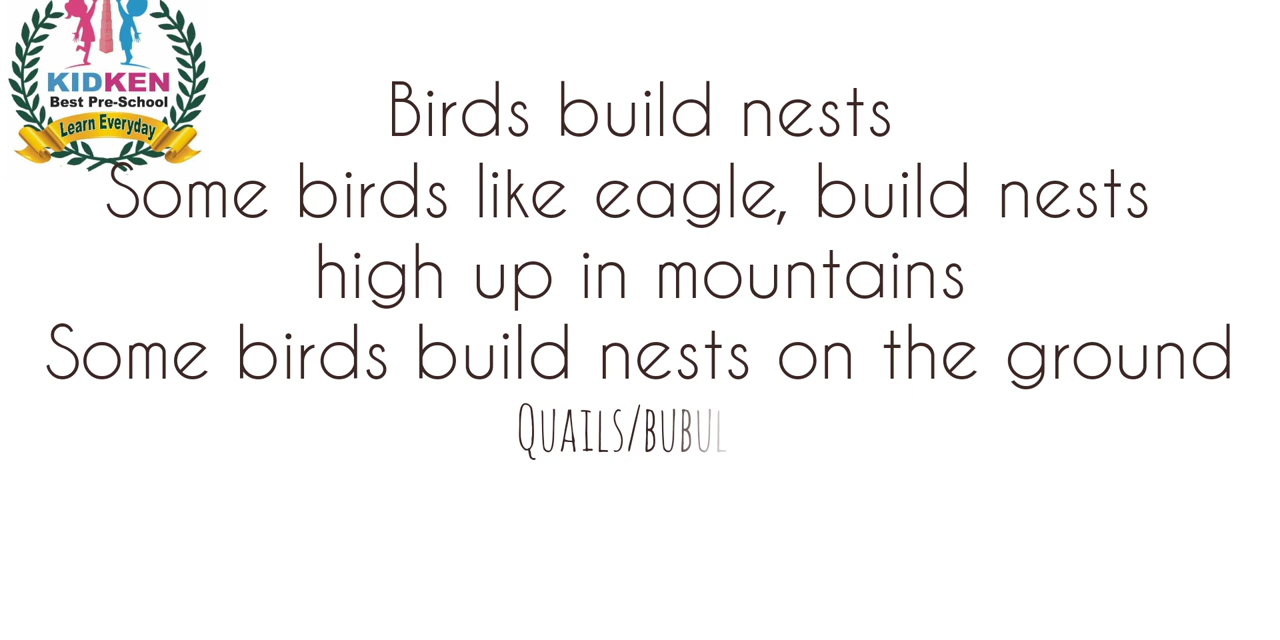 KIDKEN
Best Pre-School
Learn Everyday
Birds build nests
Some birds like eagle, build nests
high up in mountains
Some birds build nests on the ground
QUAILS/BUBUL